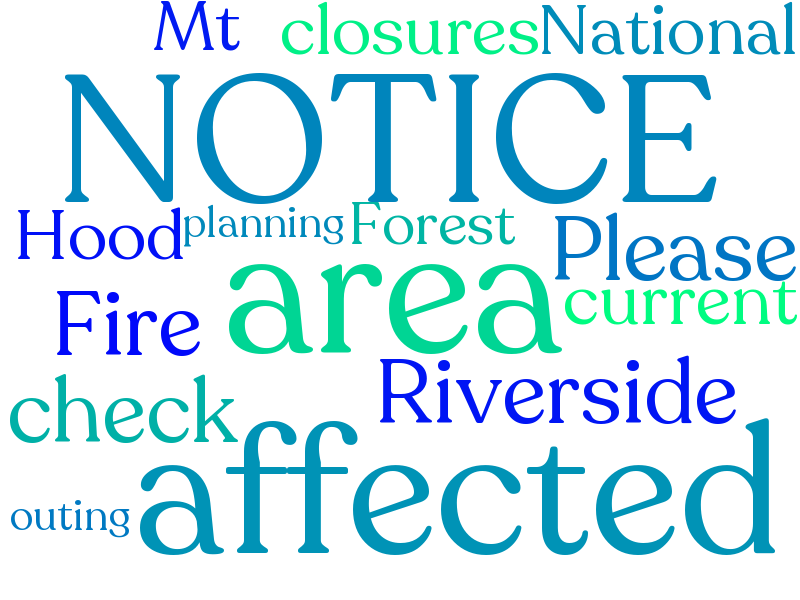 Mt closures National
NOTICE
Hood planning Forest Please
Fire area current
check Riverside
outing affected